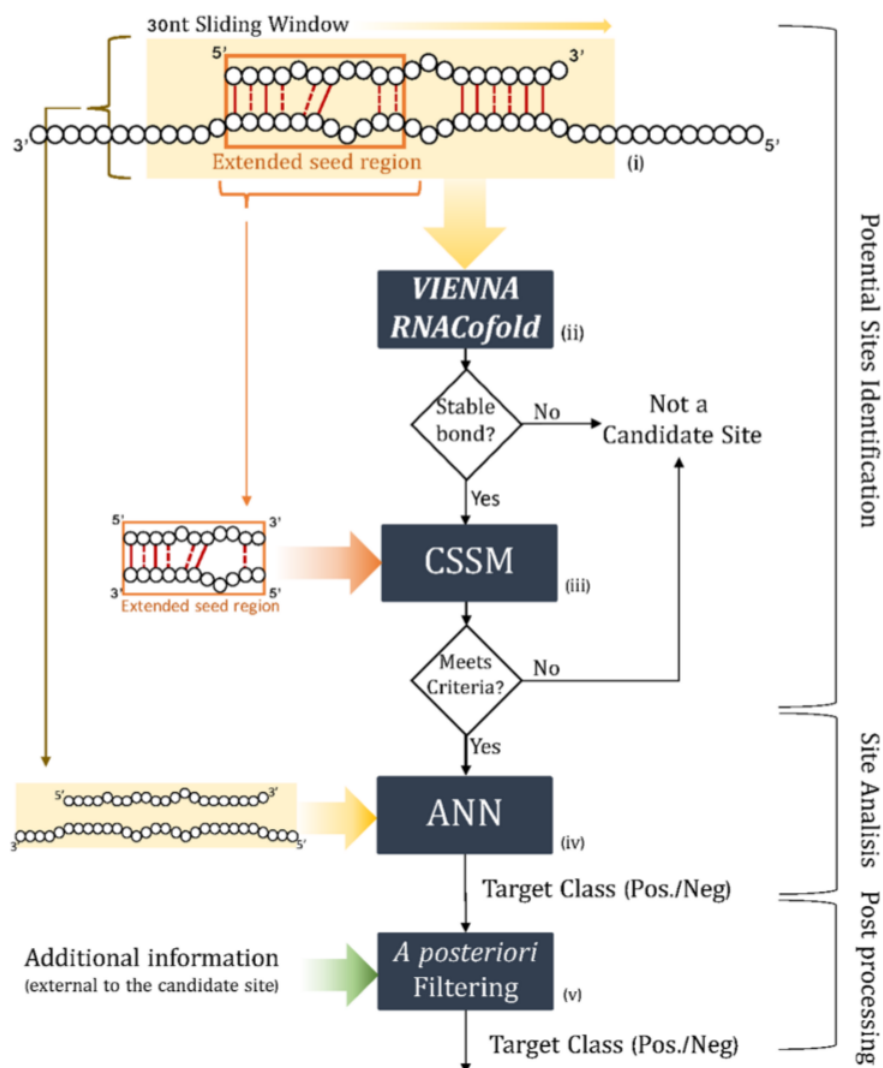 30nt Sliding Window
5’
3’
3’
5’
Extended seed region
(i)
VIENNA
RNACofold
(ii)
Stable
bond?
No
Not a
Candidate Site
Yes
5’
3’
3’
5’
Extended seed region
CSSM
(iii)
Meets
Criteria?
No
Yes
5’
3’
3’
5’
ANN
(iv)
Target Class (Pos./Neg)
Additional information
(external to the candidate site)
A posteriori
Filtering
(v)
Target Class (Pos./Neg)
Potential Sites Identification
Site Analisis
Post processing